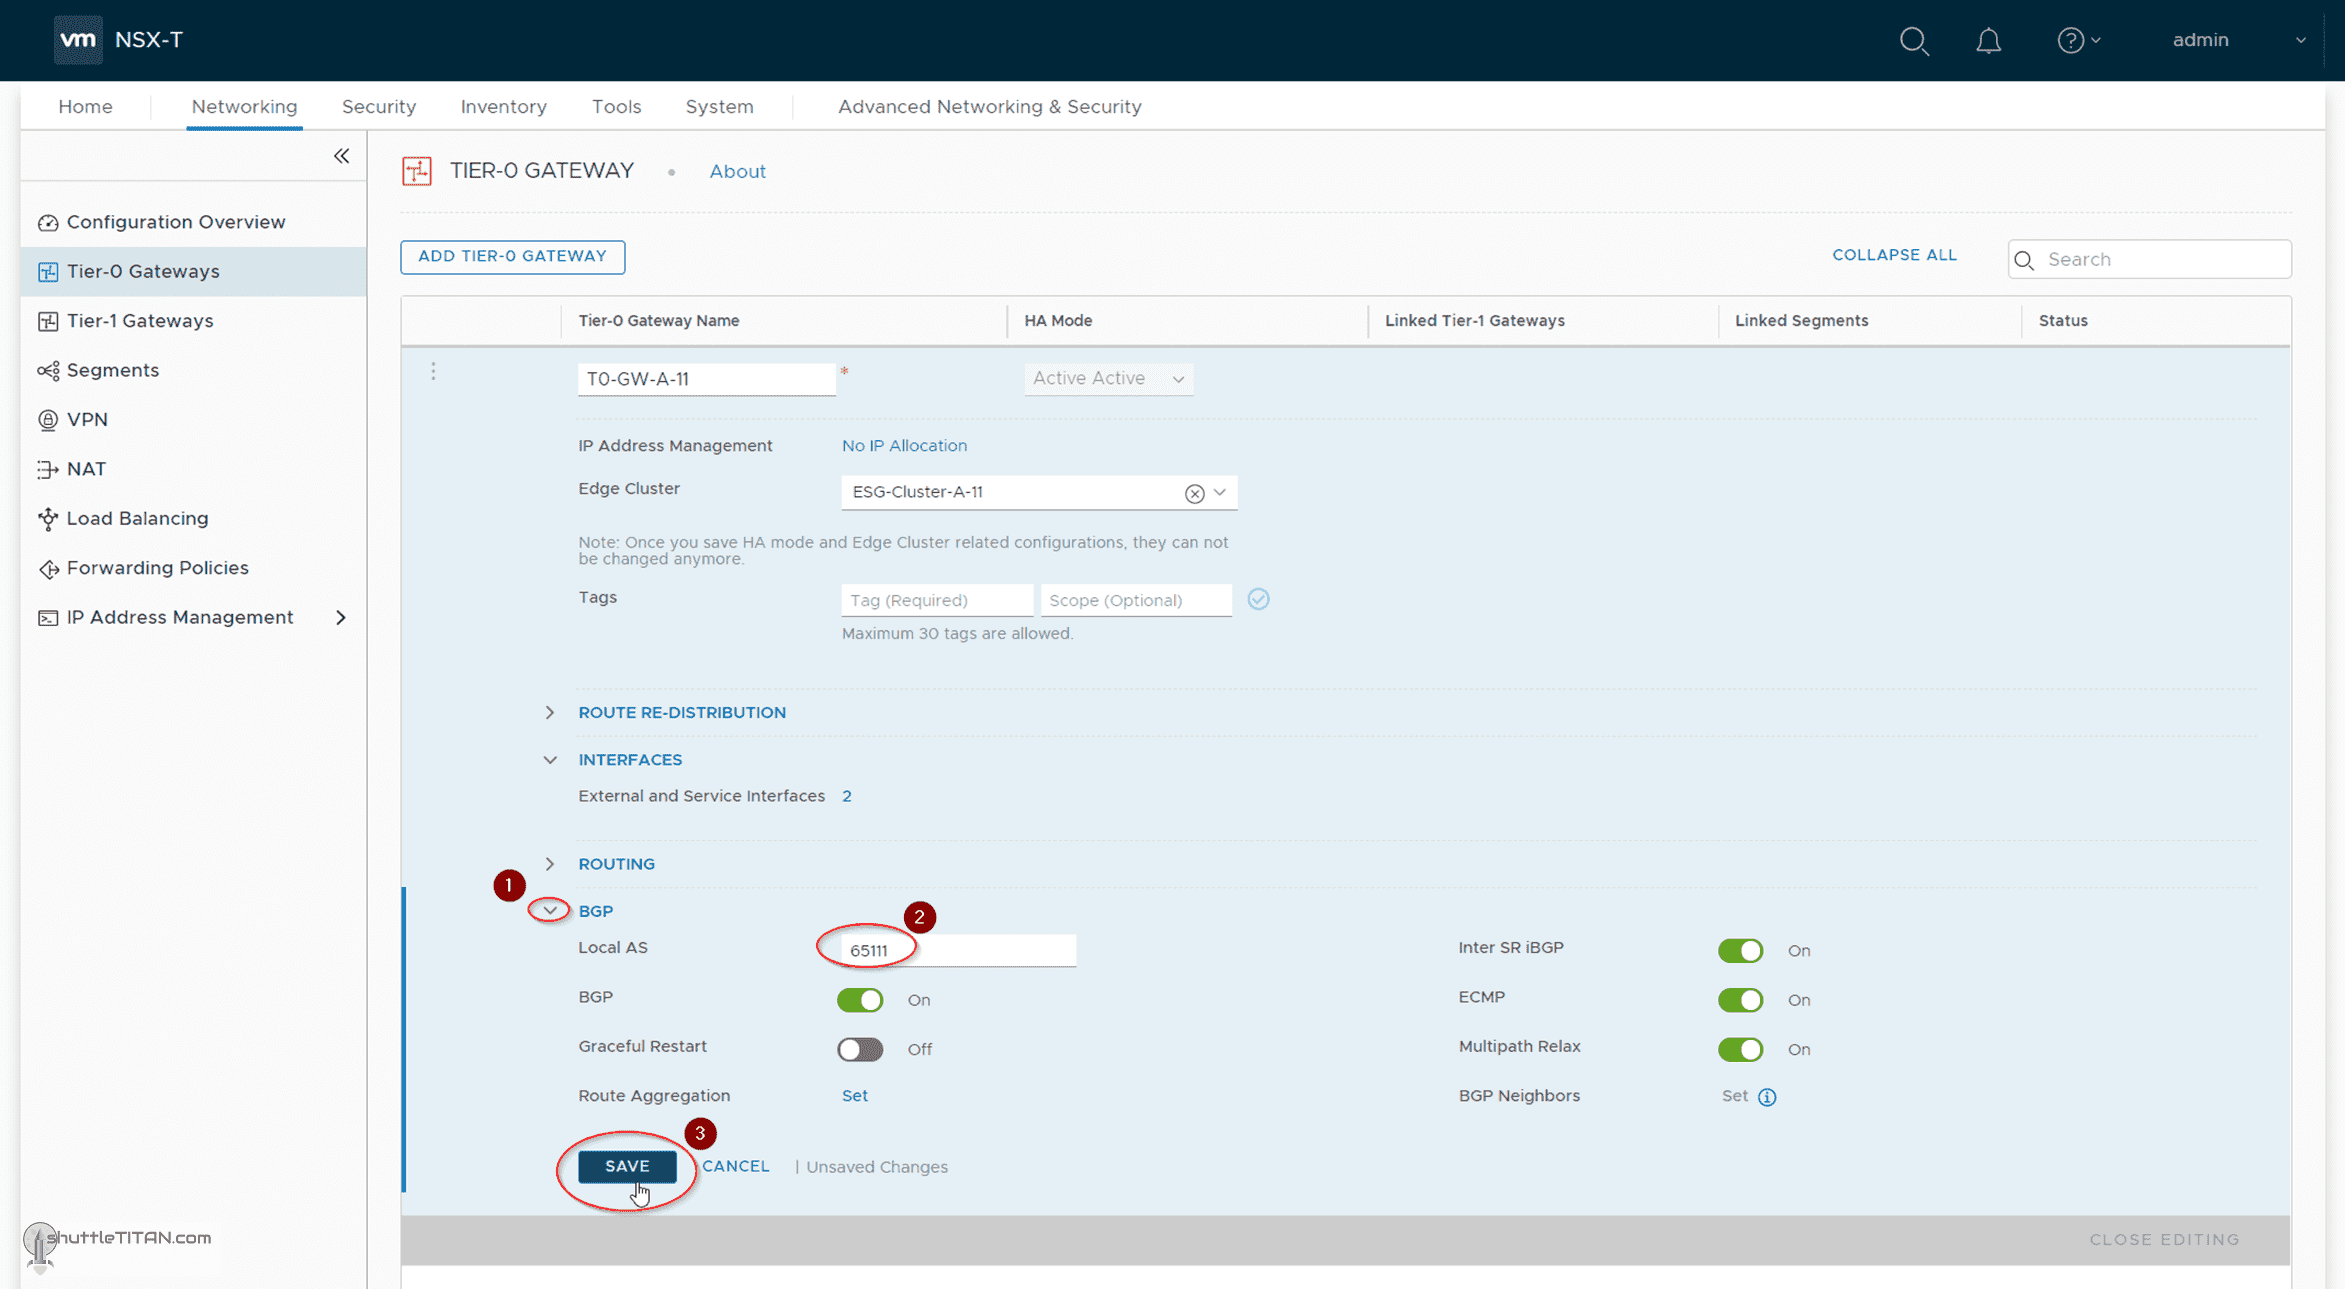 vm NSX-T admin
Home Networking Security Inventory Tools System Advanced Networking & Security
TIER-0 GATEWAY • About
Configuration Overview
Tier-0 Gateways
Tier-1 Gateways
Segments
VPN
NAT
Load Balancing
Forwarding Policies
IP Address Management
ADD TIER-0 GATEWAY COLLAPSE ALL Search
Tier-0 Gateway Name HA Mode Linked Tier-1 Gateways Linked Segments Status
T0-GW-A-11 * Active Active
IP Address Management No IP Allocation
Edge Cluster ESG-Cluster-A-11
Note: Once you save HA mode and Edge Cluster related configurations, they can not
be changed anymore.
Tags Tag (Required) Scope (Optional)
Maximum 30 tags are allowed.
ROUTE RE-DISTRIBUTION
INTERFACES
External and Service Interfaces 2
ROUTING
1
BGP
2
Local AS 65111 Inter SR iBGP On
BGP On ECMP On
Graceful Restart Off Multipath Relax On
Route Aggregation Set BGP Neighbors Set
3
SAVE CANCEL | Unsaved Changes
shuttleTITAN.com
CLOSE EDITING